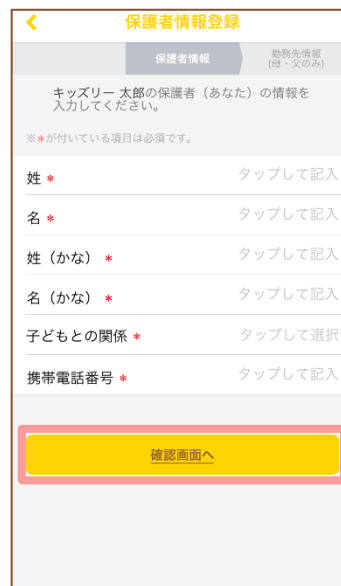 保護者情報登録
保護者情報
勤務先情報
(母・父のみ)
キッズリー 太郎の保護者（あなた）の情報を
入力してください。
※*が付いている項目は必須です。
姓 * タップして記入
名 * タップして記入
姓（かな） * タップして記入
名（かな） * タップして記入
子どもとの関係 * タップして選択
携帯電話番号 * タップして記入
確認画面へ